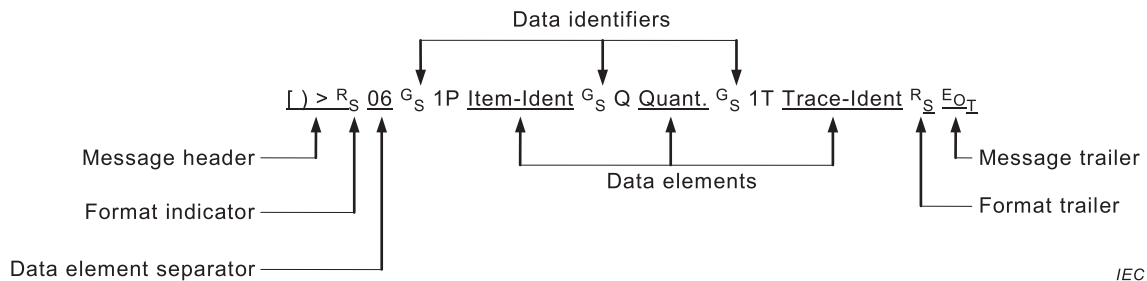 Data identifiers
[ ) > RS 06 GS 1P Item-Ident GS Q Quant. GS 1T Trace-Ident RS EOT
Message header
Message trailer
Data elements
Format indicator
Format trailer
Data element separator
IEC